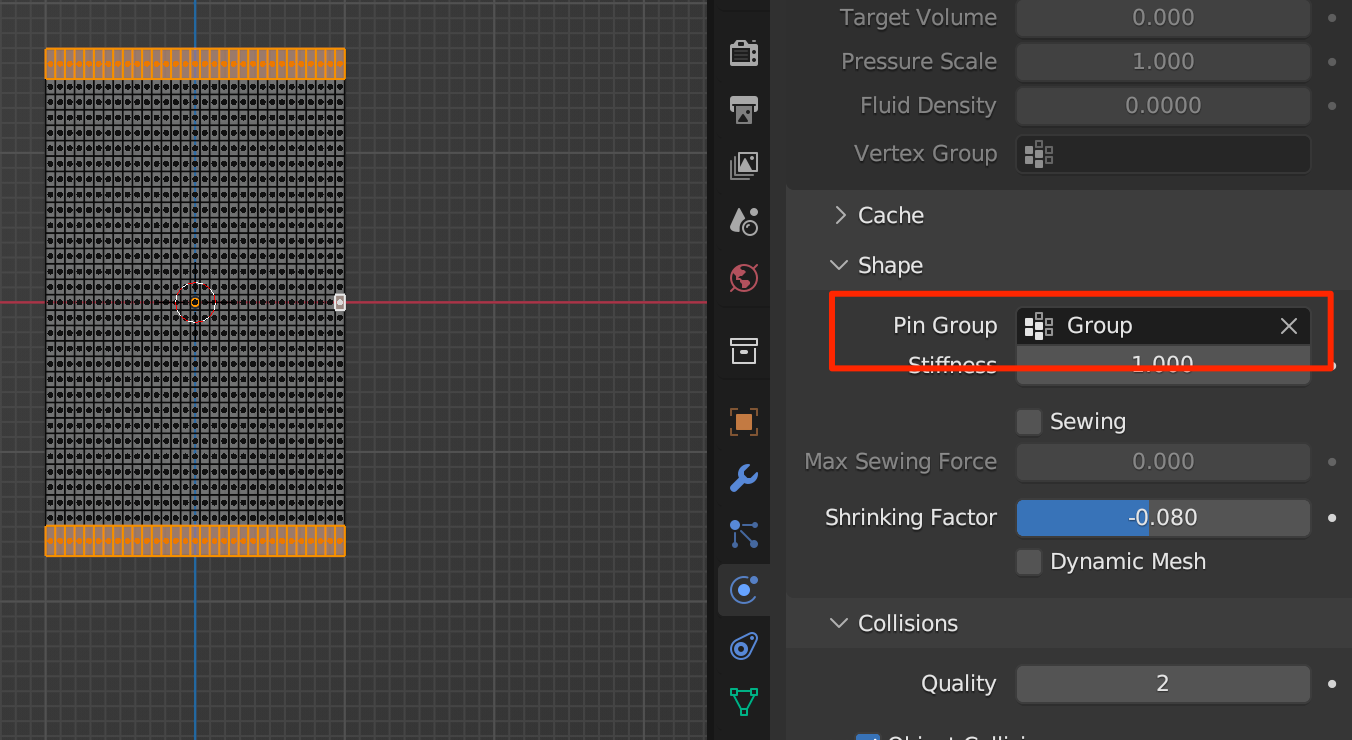 Target Volume 0.000
Pressure Scale 1.000
Fluid Density 0.0000
Vertex Group
Cache
Shape
Pin Group Group
Stiffness 1.000
Sewing
Max Sewing Force 0.000
Shrinking Factor -0.080
Dynamic Mesh
Collisions
Quality 2
Object